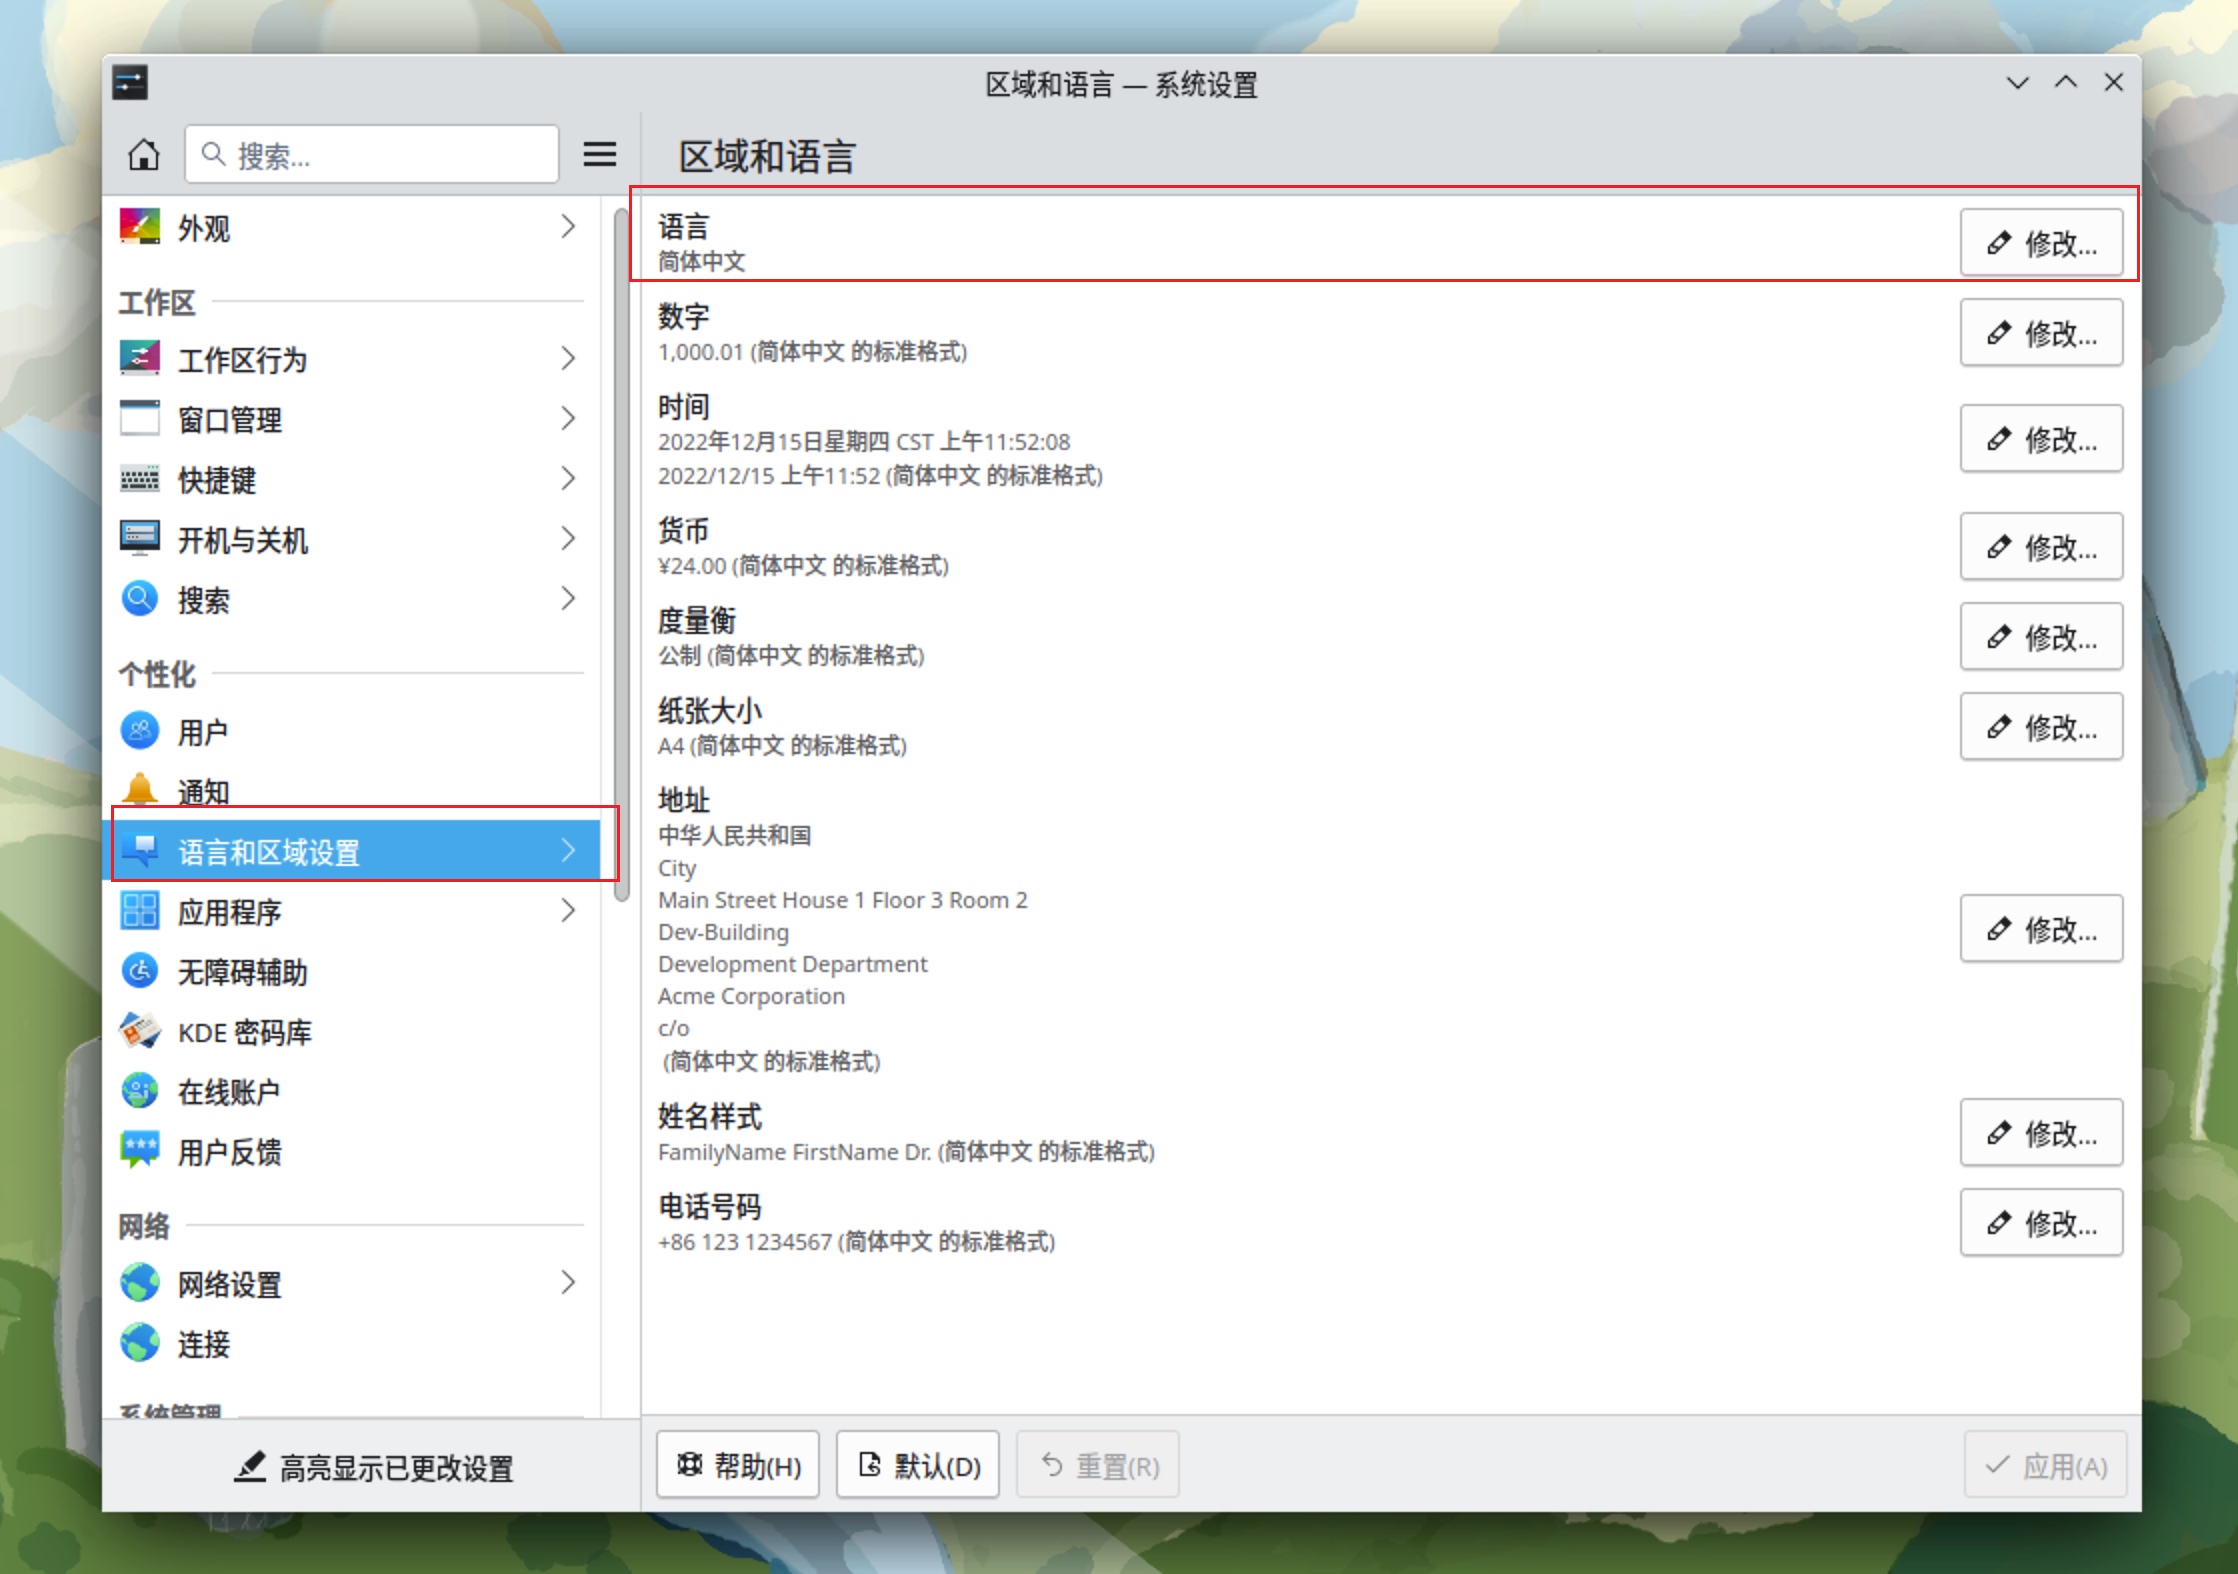 区域和语言 — 系统设置
搜索...
区域和语言
外观
工作区
工作区行为
窗口管理
快捷键
开机与关机
搜索
个性化
用户
通知
语言和区域设置
应用程序
无障碍辅助
KDE 密码库
在线账户
用户反馈
网络
网络设置
连接
系统管理
高亮显示已更改设置
语言
简体中文
修改...
数字
1,000.01 (简体中文 的标准格式)
修改...
时间
2022年12月15日星期四 CST 上午11:52:08
2022/12/15 上午11:52 (简体中文 的标准格式)
修改...
货币
¥24.00 (简体中文 的标准格式)
修改...
度量衡
公制 (简体中文 的标准格式)
修改...
纸张大小
A4 (简体中文 的标准格式)
修改...
地址
中华人民共和国
City
Main Street House 1 Floor 3 Room 2
Dev-Building
Development Department
Acme Corporation
c/o
(简体中文 的标准格式)
修改...
姓名样式
FamilyName FirstName Dr. (简体中文 的标准格式)
修改...
电话号码
+86 123 1234567 (简体中文 的标准格式)
修改...
帮助(H)
默认(D)
重置(R)
应用(A)